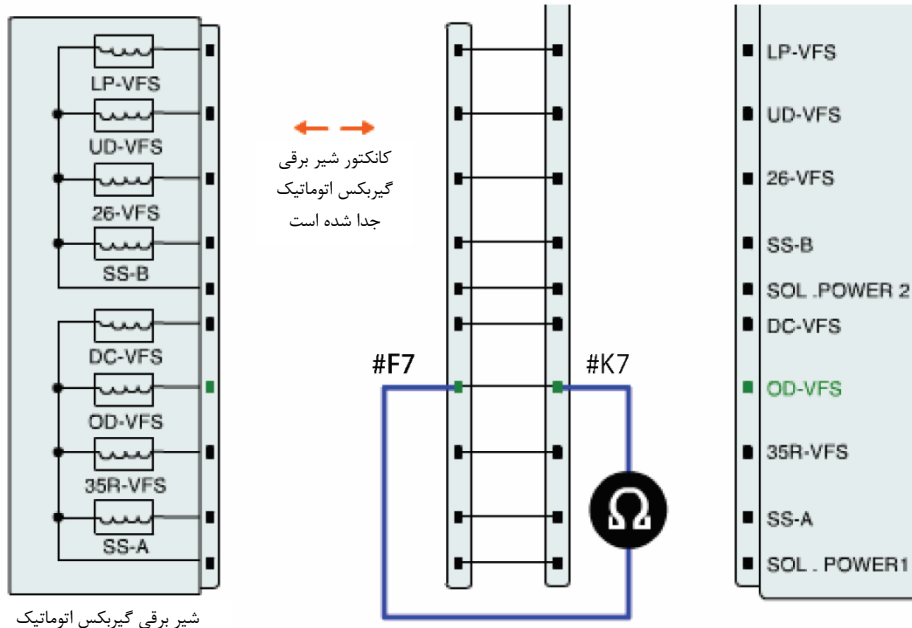 LP-VFS
UD-VFS
26-VFS
SS-B
DC-VFS
OD-VFS
35R-VFS
SS-A
شیر برقی گیربکس اتوماتیک
کانکتور شیر برقی
گیربکس اتوماتیک
جدا شده است
#F7
#K7
Ω
LP-VFS
UD-VFS
26-VFS
SS-B
SOL .POWER 2
DC-VFS
OD-VFS
35R-VFS
SS-A
SOL . POWER1